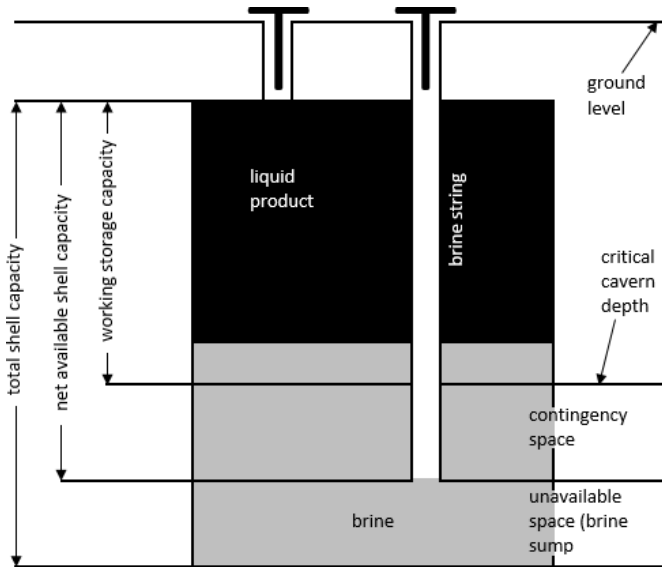 ground
level
liquid
product
brine string
critical
cavern
depth
total shell capacity
net available shell capacity
working storage capacity
contingency
space
unavailable
space (brine
sump
brine